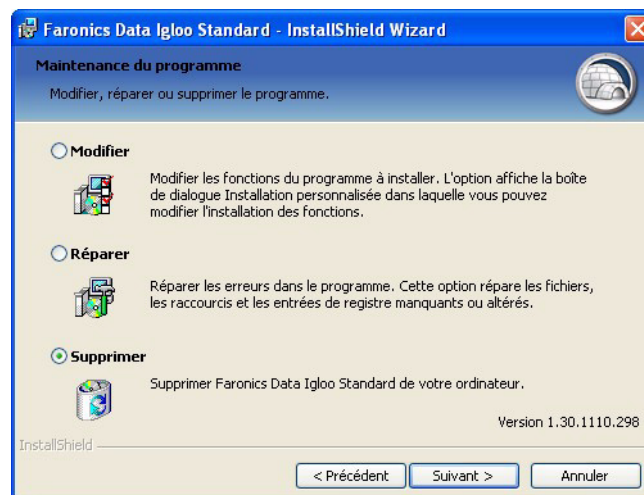 Faronics Data Igloo Standard - InstallShield Wizard
Maintenance du programme
Modifier, réparer ou supprimer le programme.
Modifier
Modifier les fonctions du programme à installer. L'option affiche la boîte
de dialogue Installation personnalisée dans laquelle vous pouvez
modifier l'installation des fonctions.
Réparer
Réparer les erreurs dans le programme. Cette option répare les fichiers,
les raccourcis et les entrées de registre manquants ou altérés.
Supprimer
Supprimer Faronics Data Igloo Standard de votre ordinateur.
Version 1.30.1110.298
InstallShield
< Précédent
Suivant >
Annuler